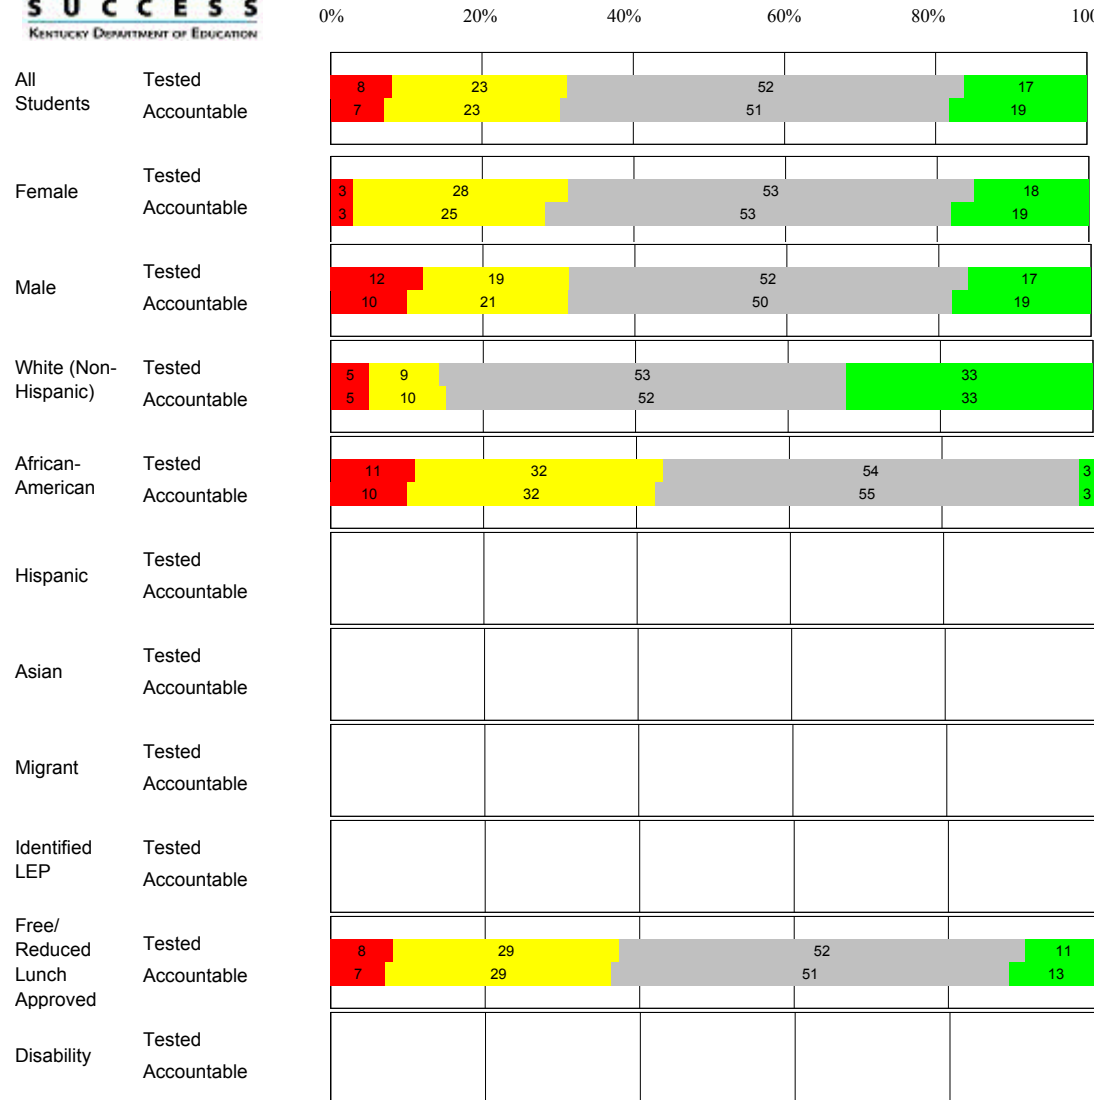 SUCCESS
KENTUCKY DEPARTMENT OF EDUCATION
0% 20% 40% 60% 80% 100
All Students
Tested 8 23 52 17
Accountable 7 23 51 19
Female
Tested 3 28 53 18
Accountable 3 25 53 19
Male
Tested 12 19 52 17
Accountable 10 21 50 19
White (Non-
Hispanic)
Tested 5 9 53 33
Accountable 5 10 52 33
African-
American
Tested 11 32 54 3
Accountable 10 32 55 3
Hispanic
Tested
Accountable
Asian
Tested
Accountable
Migrant
Tested
Accountable
Identified
LEP
Tested
Accountable
Free/
Reduced
Lunch
Approved
Tested 8 29 52 11
Accountable 7 29 51 13
Disability
Tested
Accountable